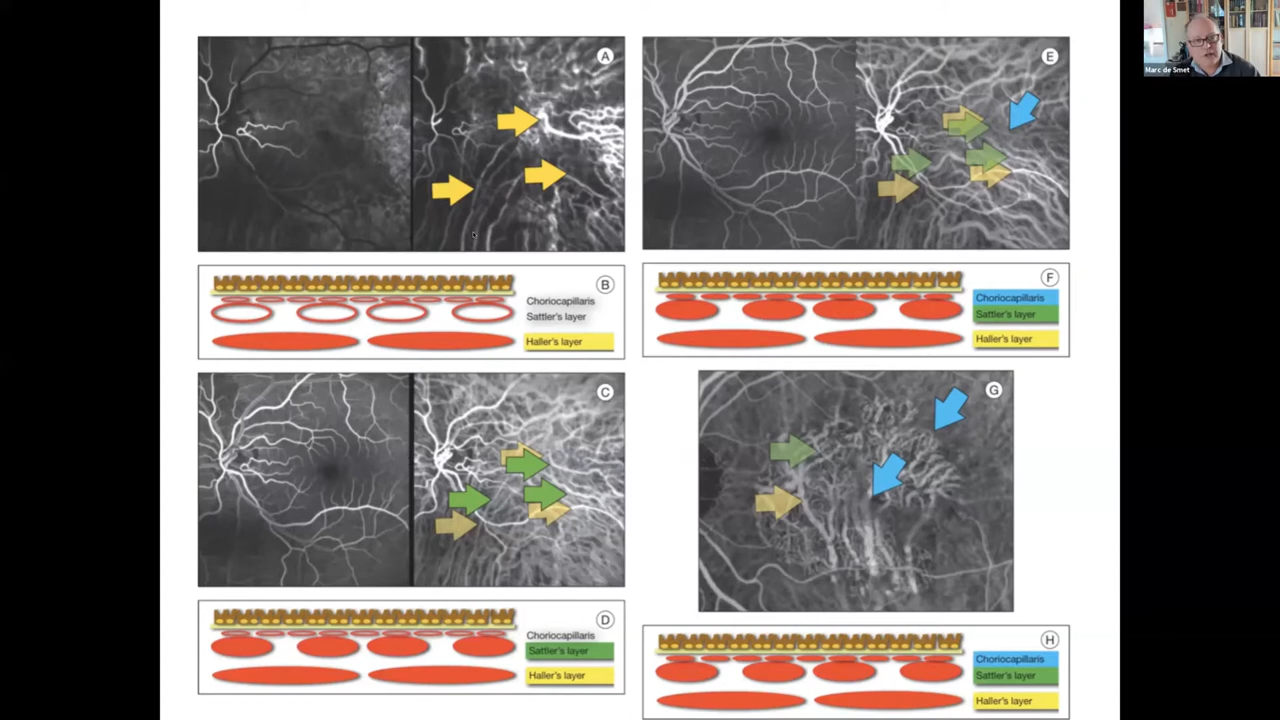 Marc de Smet
A
B
Choriocapillaris
Sattler's layer
Haller's layer
C
D
Choriocapillaris
Sattler's layer
Haller's layer
E
F
Choriocapillaris
Sattler's layer
Haller's layer
G
H
Choriocapillaris
Sattler's layer
Haller's layer